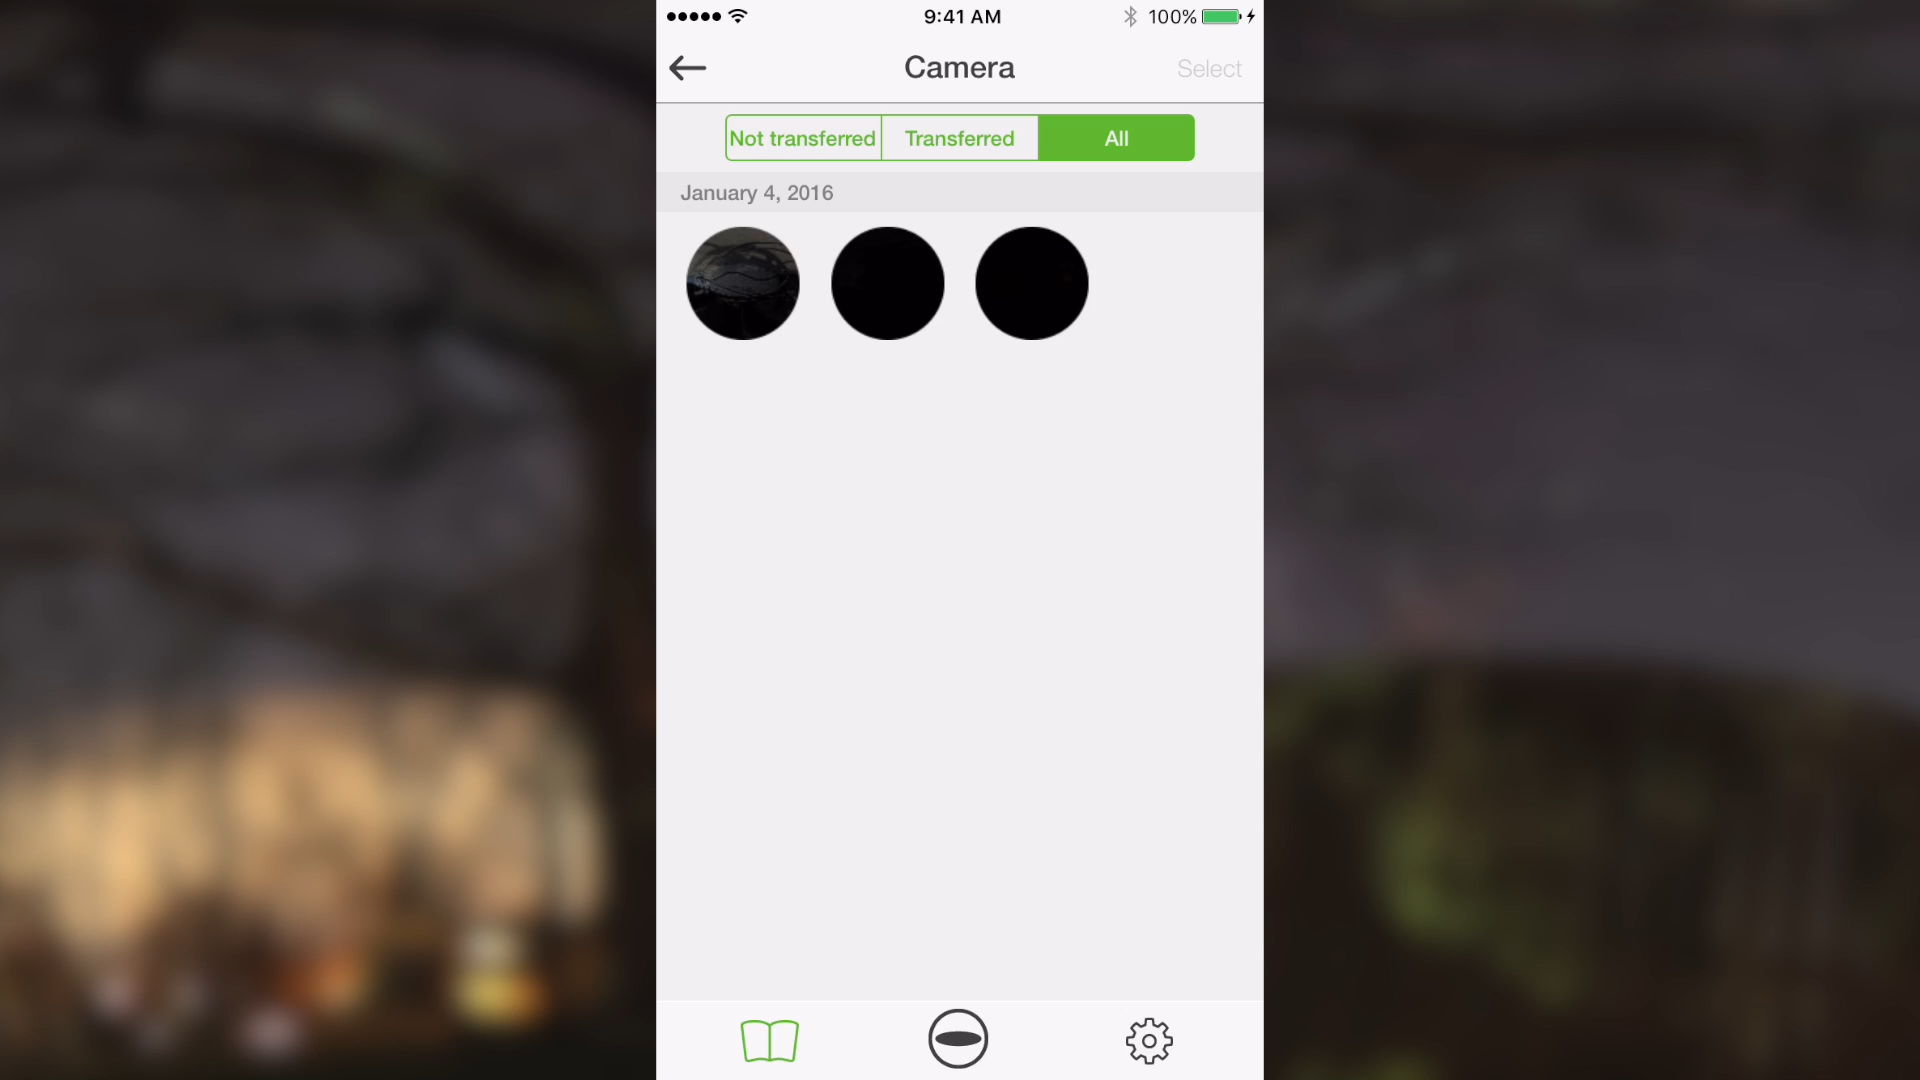 9:41 AM
100%
Camera
Select
Not transferred
Transferred
All
January 4, 2016